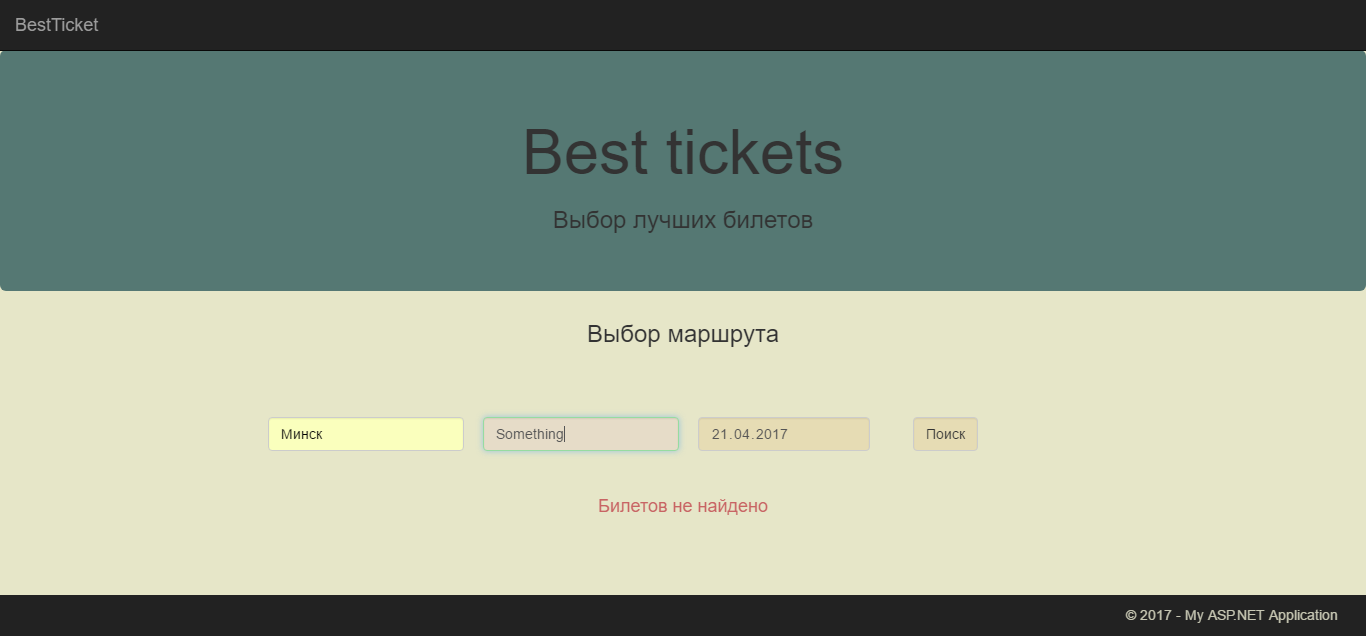 BestTicket
Best tickets
Выбор лучших билетов
Выбор маршрута
Минск Something 21.04.2017 Поиск
Билетов не найдено
© 2017 - My ASP.NET Application